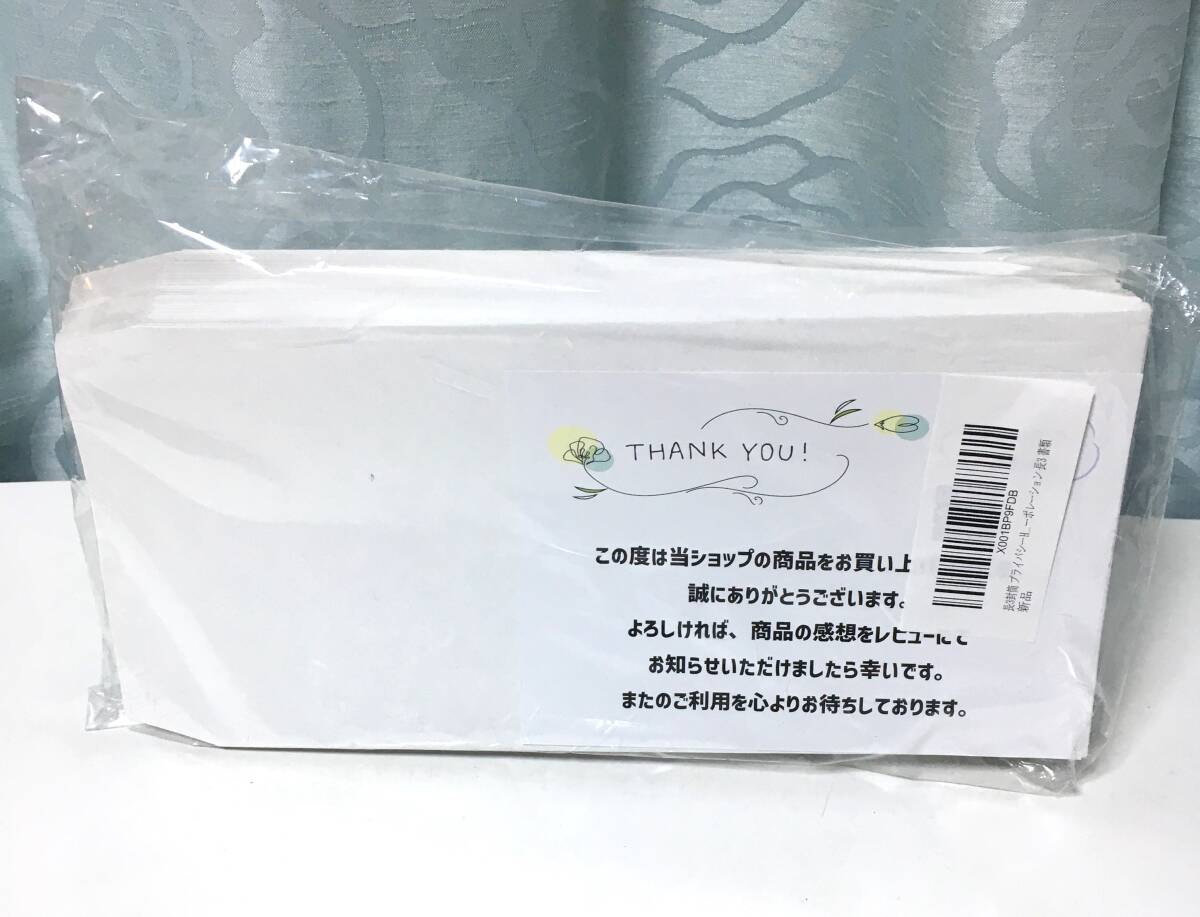 THANK YOU!
この度は当ショップの商品をお買い上
誠にありがとうございます。
よろしければ、商品の感想をレビューにて
お知らせいただけましたら幸いです。
またのご利用を心よりお待ちしております。
X001BP9FDB
長3封筒 プライバシー付...ーポレーション 長3 書類
新品